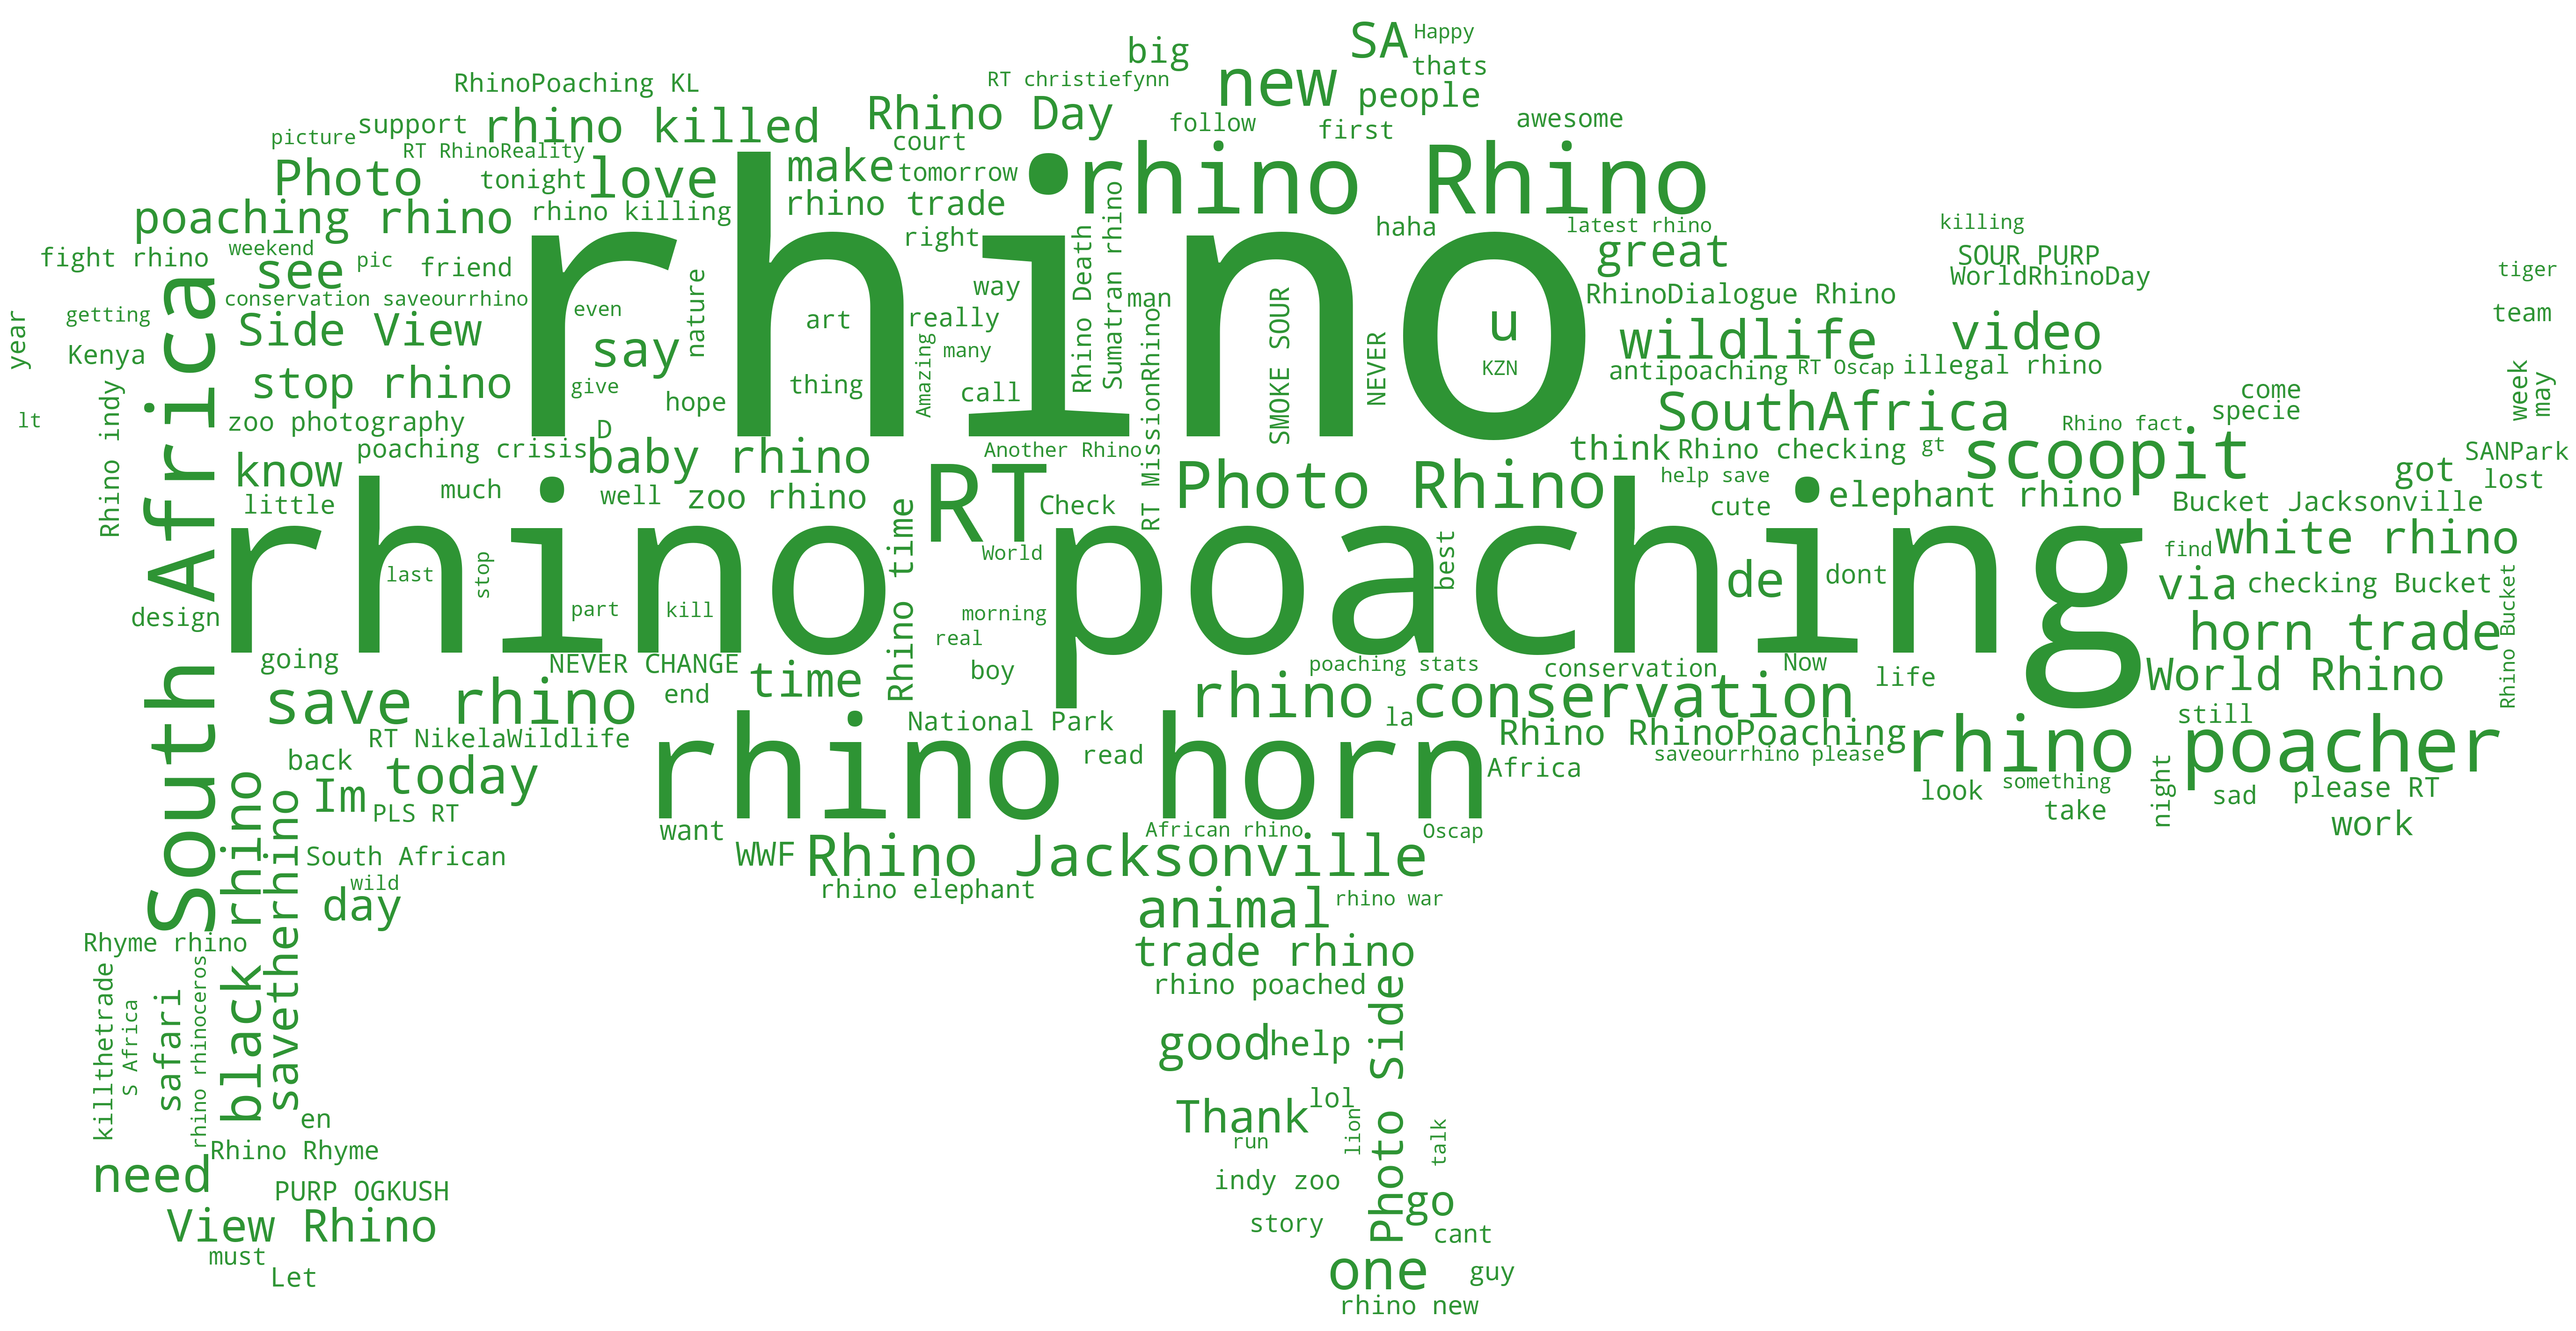 SA
Happy
big
thats
RhinoPoaching KL
RT christiefynn
new
people
rhino killed
Rhino Day
support
picture
court
follow
first
awesome
RT RhinoReality
Photo
tonight
love
make
tomorrow
rhino Rhino
poaching rhino
rhino killing
rhino trade
right
Rhino Death
Sumatran rhino
haha
latest rhino
killing
great
fight rhino
weekend
see
pic
friend
rhino
SOUR PURP
WorldRhinoDay
tiger
conservation saveourrhino
nature
way
man
RhinoDialogue Rhino
getting
year
Kenya
Side View
even
say
art
really
many
Amazing
RT MissionRhino
SMOKE SOUR
NEVER
u
KZN
wildlife
video
team
South Africa
stop rhino
give
thing
call
hope
antipoaching
RT Oscap
illegal rhino
come
specie
week
may
lt
Rhino indy
zoo photography
D
SouthAfrica
Rhino fact
poaching crisis
baby rhino
Another Rhino
think
Rhino checking
gt
scoopit
SANPark
know
much
well
zoo rhino
RT
Check
Photo Rhino
help save
cute
elephant rhino
got
lost
little
Bucket Jacksonville
rhino poaching
Rhino time
World
best
white rhino
find
last
stop
part
kill
morning
real
boy
de
dont
via
checking Bucket
Rhino Bucket
design
horn trade
going
NEVER CHANGE
end
time
poaching stats
conservation
Now
life
World Rhino
save rhino
National Park
rhino conservation
la
still
RT NikelaWildlife
read
Rhino RhinoPoaching
saveourrhino please
rhino poacher
back
today
rhino horn
Africa
Im
PLS RT
look
something
take
night
sad
please RT
work
black rhino
savetherhino
want
WWF
African rhino
Oscap
South African
Rhino Jacksonville
wild
day
rhino elephant
animal
rhino war
Rhyme rhino
trade rhino
killthetrade
S Africa
safari
rhino rhinoceros
rhino poached
Photo Side
good
help
en
Thank
lol
lion
talk
run
Rhino Rhyme
need
PURP OGKUSH
indy zoo
go
View Rhino
story
cant
must
Let
one
guy
rhino new